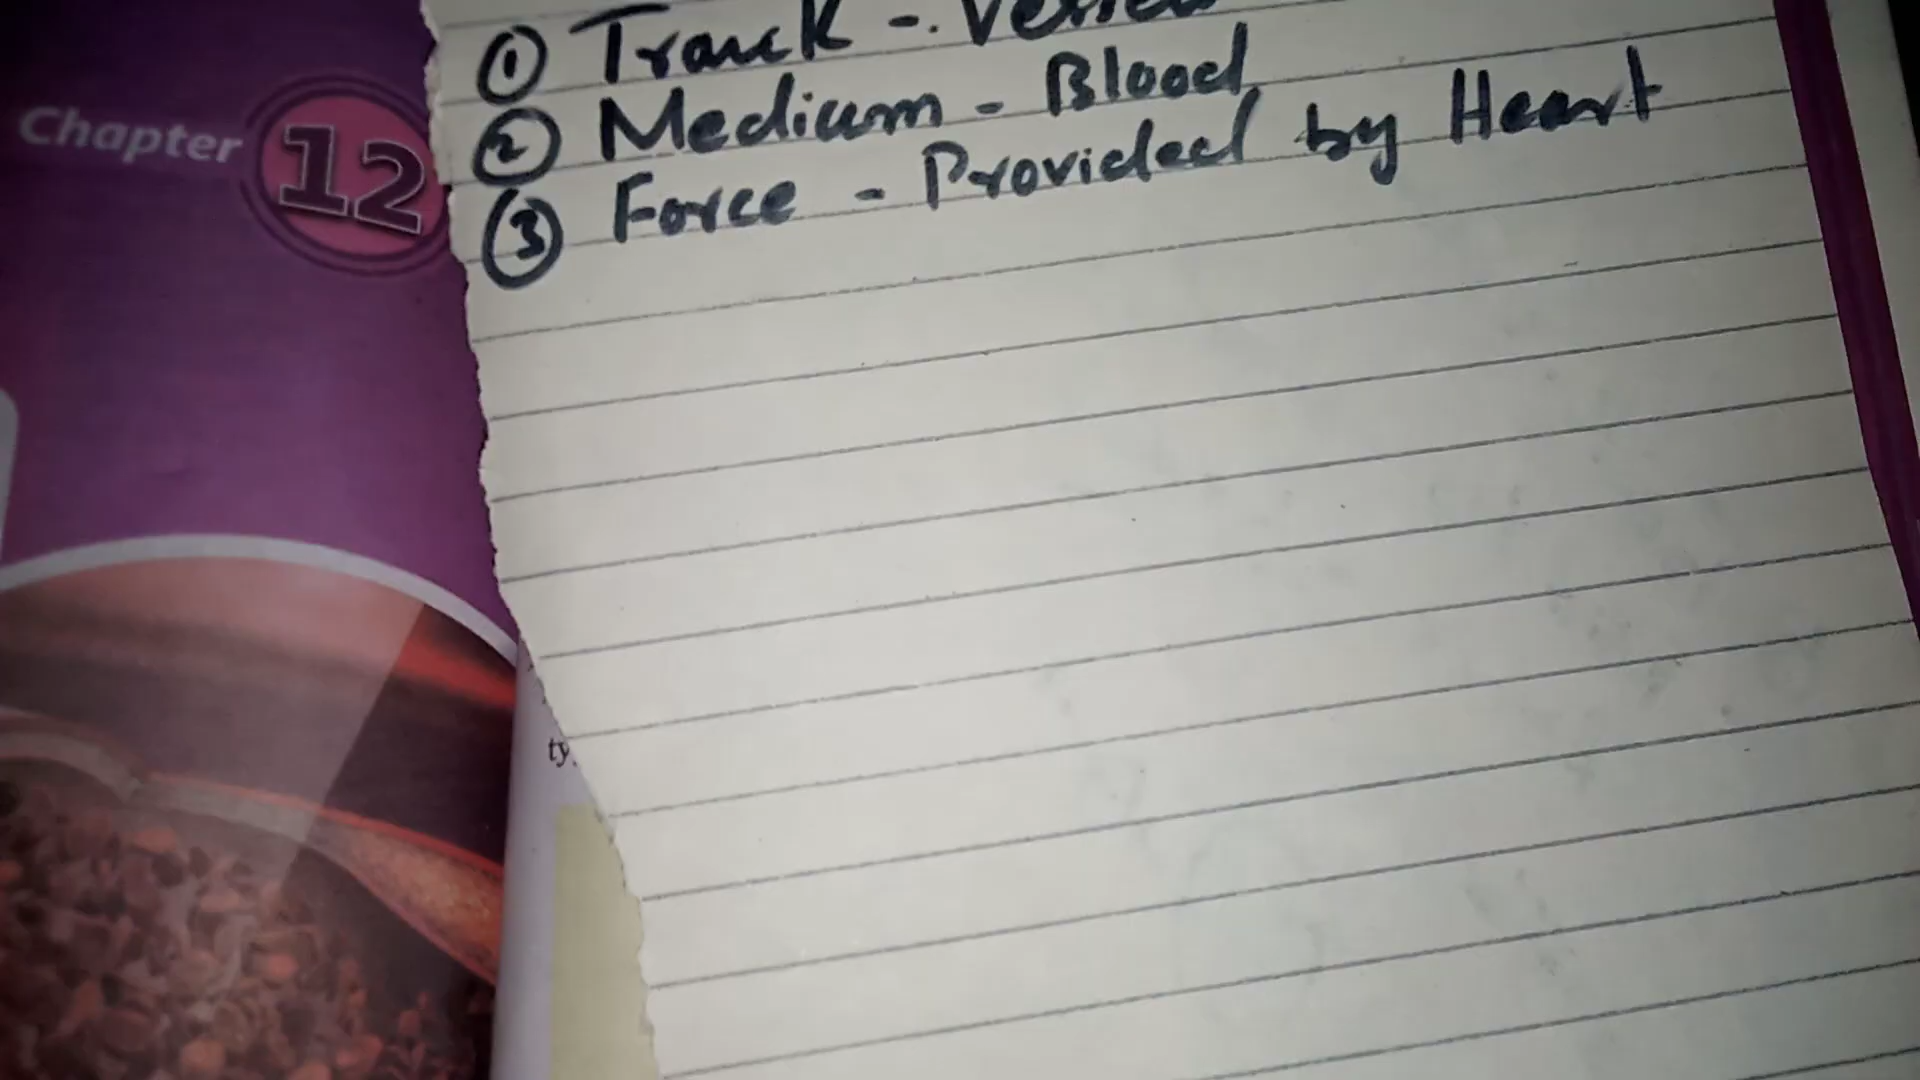 Chapter 12
① Track -. 
② Medium - Blood
③ Force - Provided by Heart